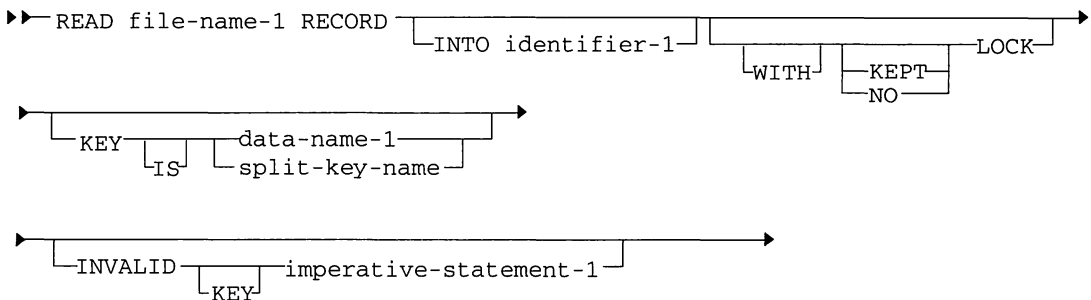 READ file-name-1 RECORD
INTO identifier-1
LOCK
WITH
KEPT
NO
KEY
data-name-1
IS
split-key-name
INVALID
imperative-statement-1
KEY